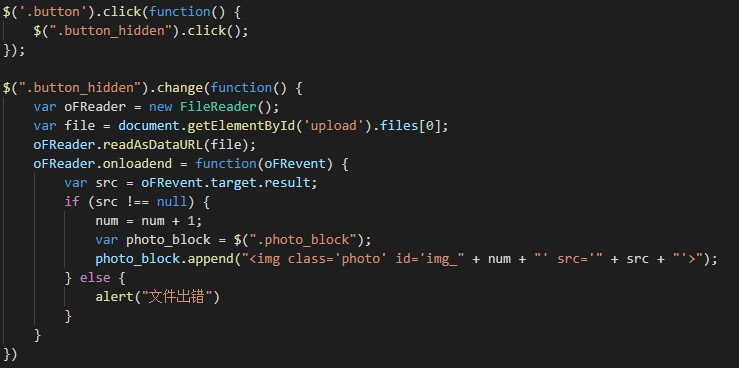 $('.button').click(function() {
    $(".button_hidden").click();
});

$(".button_hidden").change(function() {
    var oFReader = new FileReader();
    var file = document.getElementById('upload').files[0];
    oFReader.readAsDataURL(file);
    oFReader.onloadend = function(oFRevent) {
        var src = oFRevent.target.result;
        if (src !== null) {
            num = num + 1;
            var photo_block = $(".photo_block");
            photo_block.append("<img class='photo' id='img_" + num + "' src='" + src + "'>");
        } else {
            alert("文件出错")
        }
    }
})